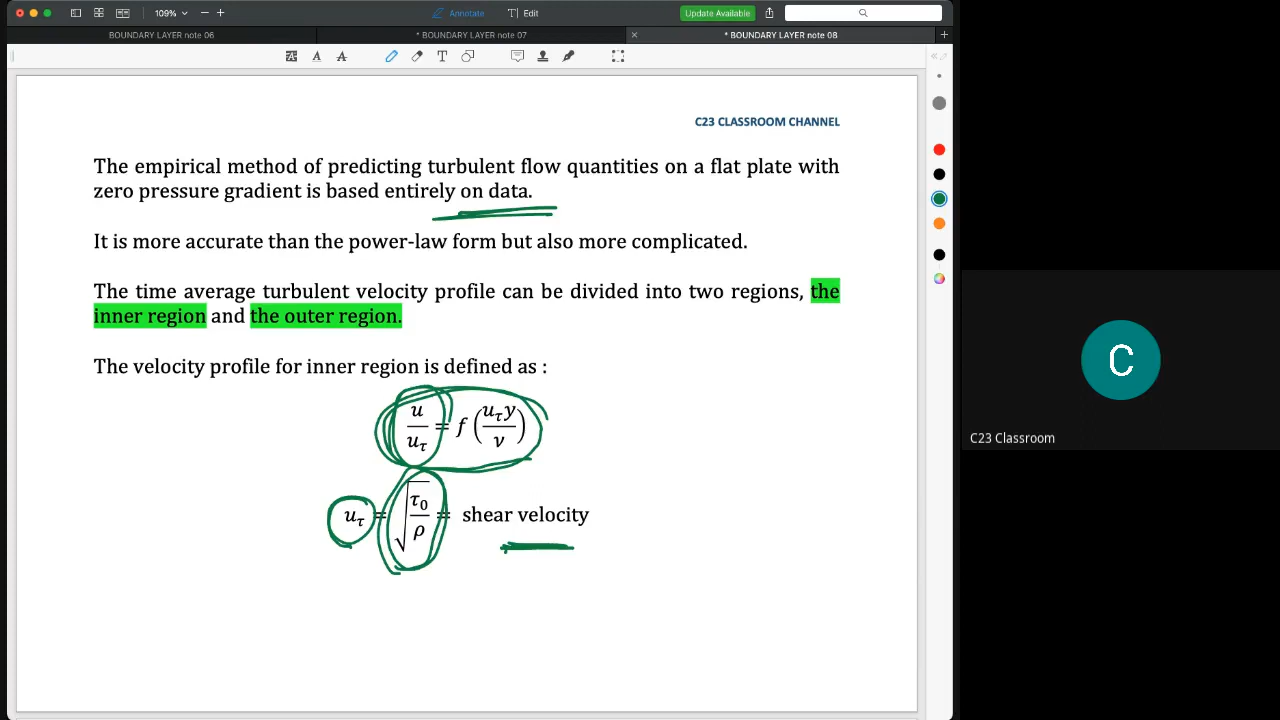 109%
Annotate
Edit
Update Available
BOUNDARY LAYER note 06
* BOUNDARY LAYER note 07
* BOUNDARY LAYER note 08
C23 CLASSROOM CHANNEL
The empirical method of predicting turbulent flow quantities on a flat plate with
zero pressure gradient is based entirely on data.
It is more accurate than the power-law form but also more complicated.
The time average turbulent velocity profile can be divided into two regions, the
inner region and the outer region.
The velocity profile for inner region is defined as :
u/u_τ = f (u_τ y/ν)
u_τ = √(τ₀/ρ) = shear velocity
C
C23 Classroom